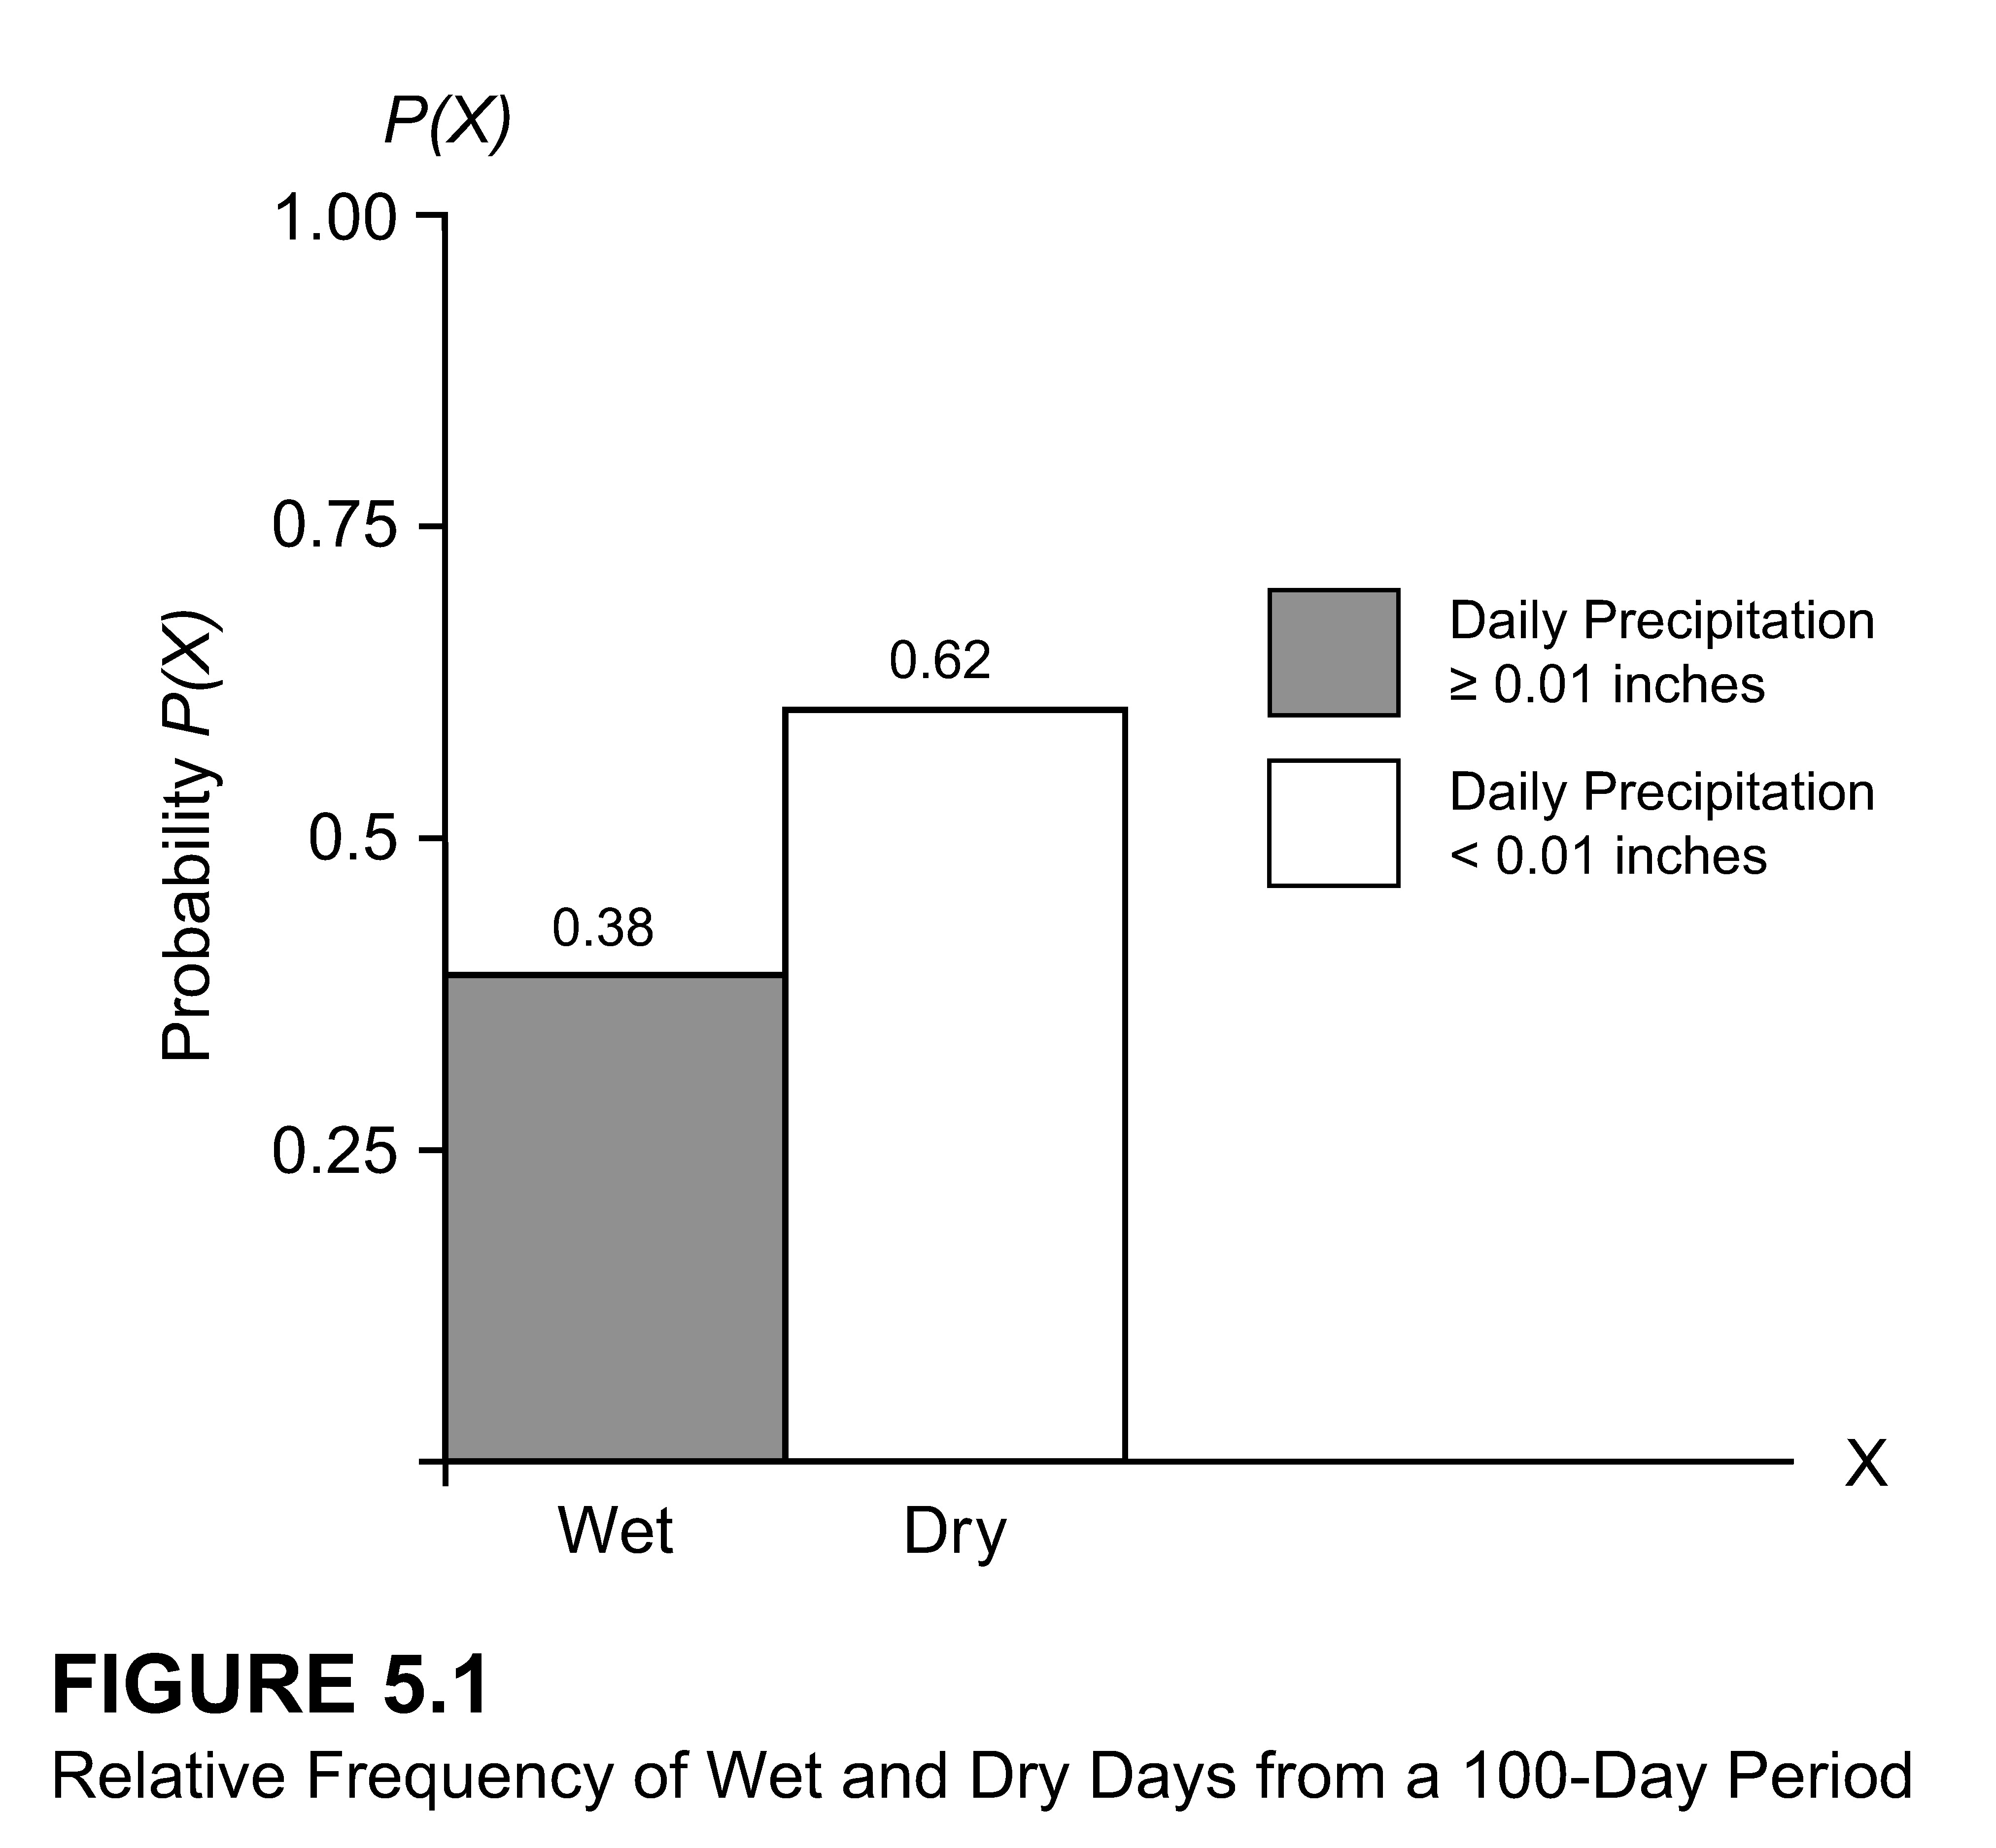 P(X)
1.00
0.75
0.5
0.25
Probability P(X)
0.38
0.62
Daily Precipitation
≥ 0.01 inches
Daily Precipitation
< 0.01 inches
X
Wet
Dry
FIGURE 5.1
Relative Frequency of Wet and Dry Days from a 100-Day Period